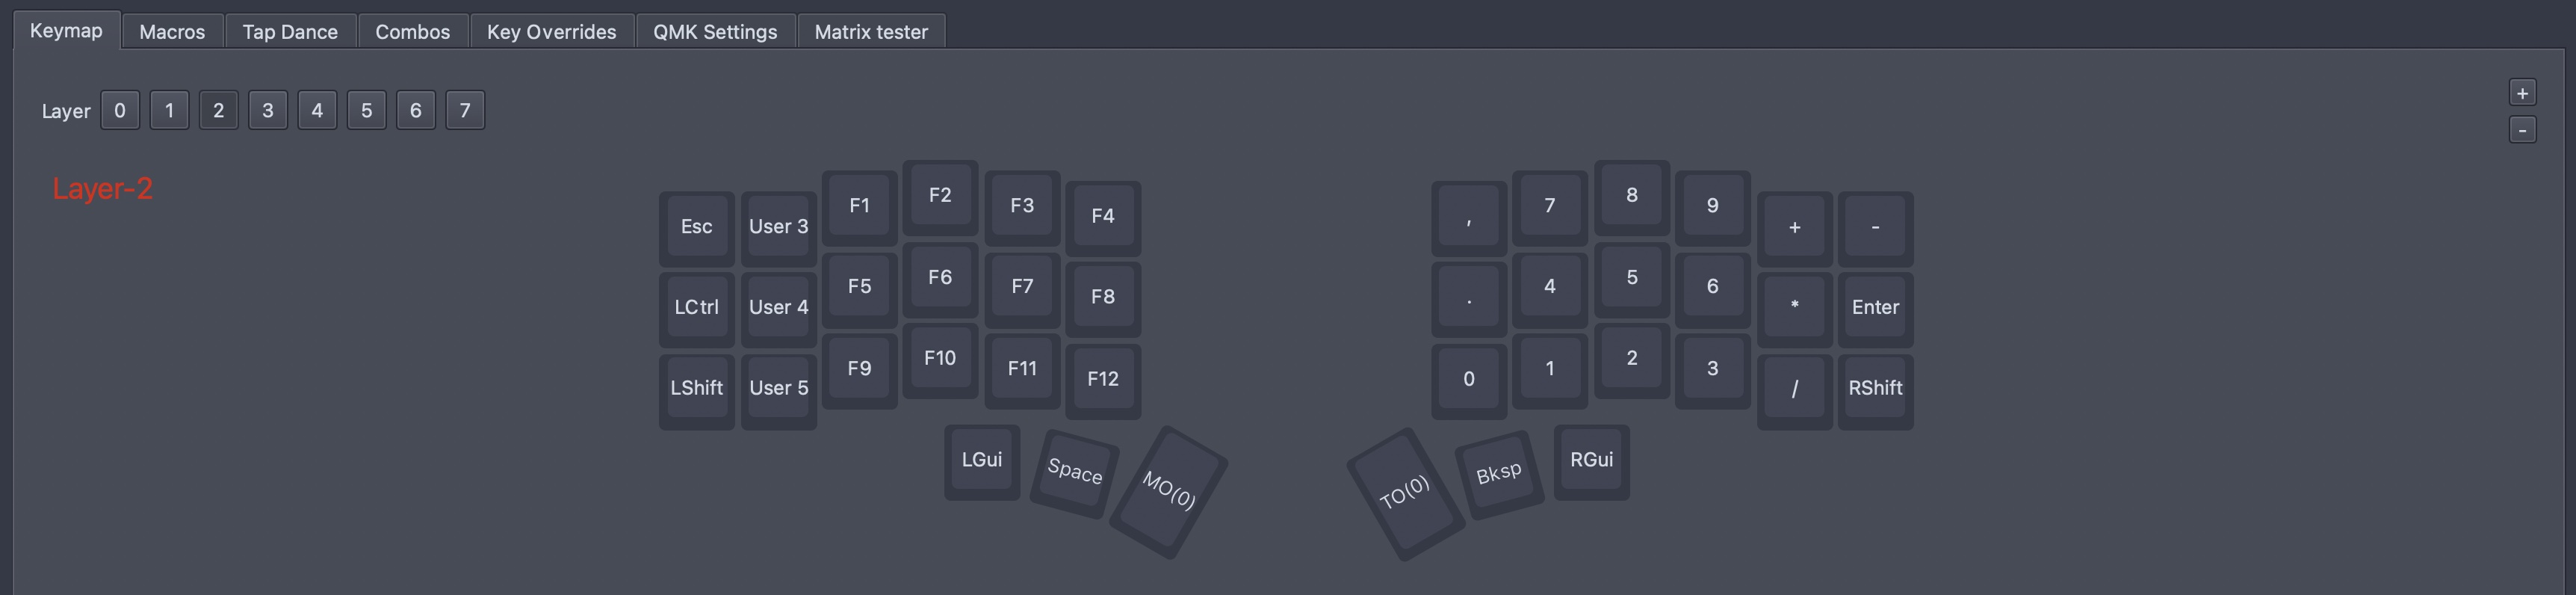 Keymap Macros Tap Dance Combos Key Overrides QMK Settings Matrix tester
Layer 0 1 2 3 4 5 6 7
+
-
Layer-2
Esc User 3 F1 F2 F3 F4 , 7 8 9 + -
LCtrl User 4 F5 F6 F7 F8 . 4 5 6 * Enter
LShift User 5 F9 F10 F11 F12 0 1 2 3 / RShift
LGui Space MO(0) TO(0) Bksp RGui